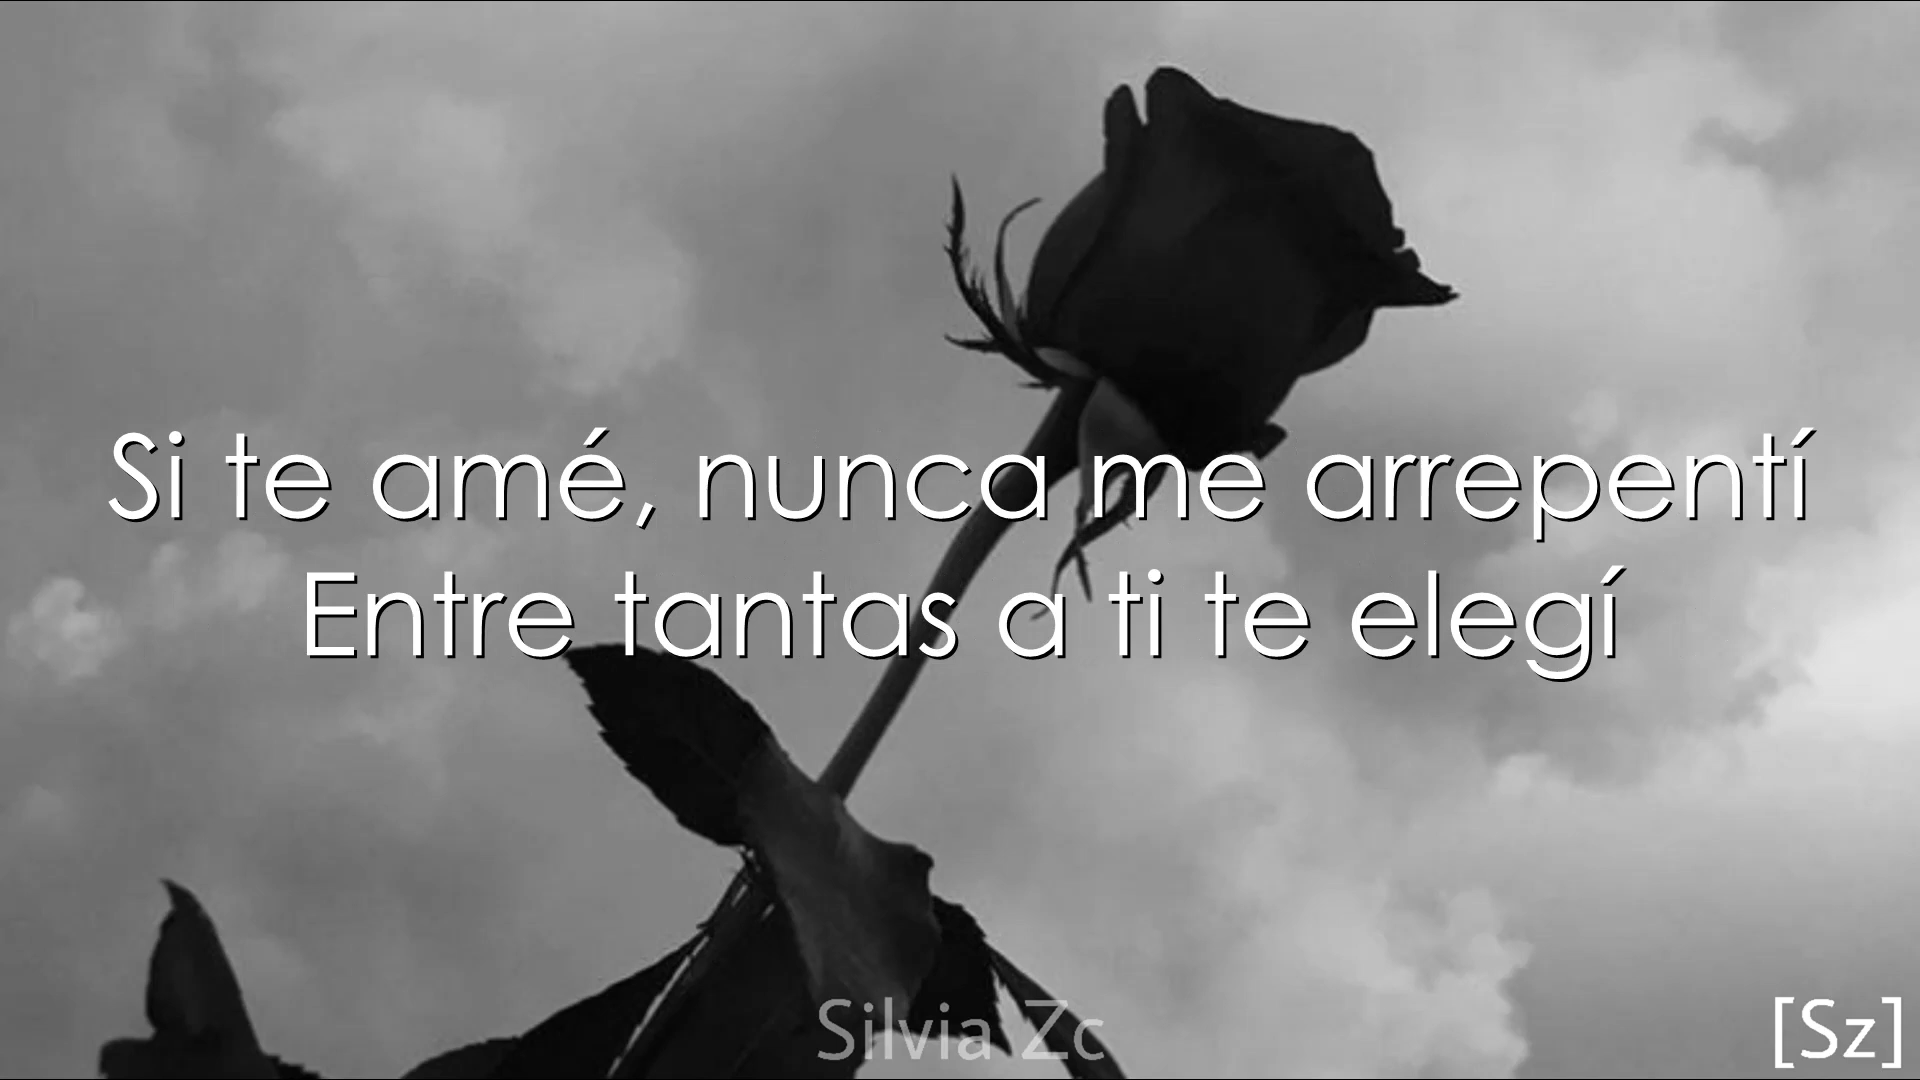 Si te amé, nunca me arrepentí
Entre tantas a ti te elegí
Silvia Zc
[Sz]